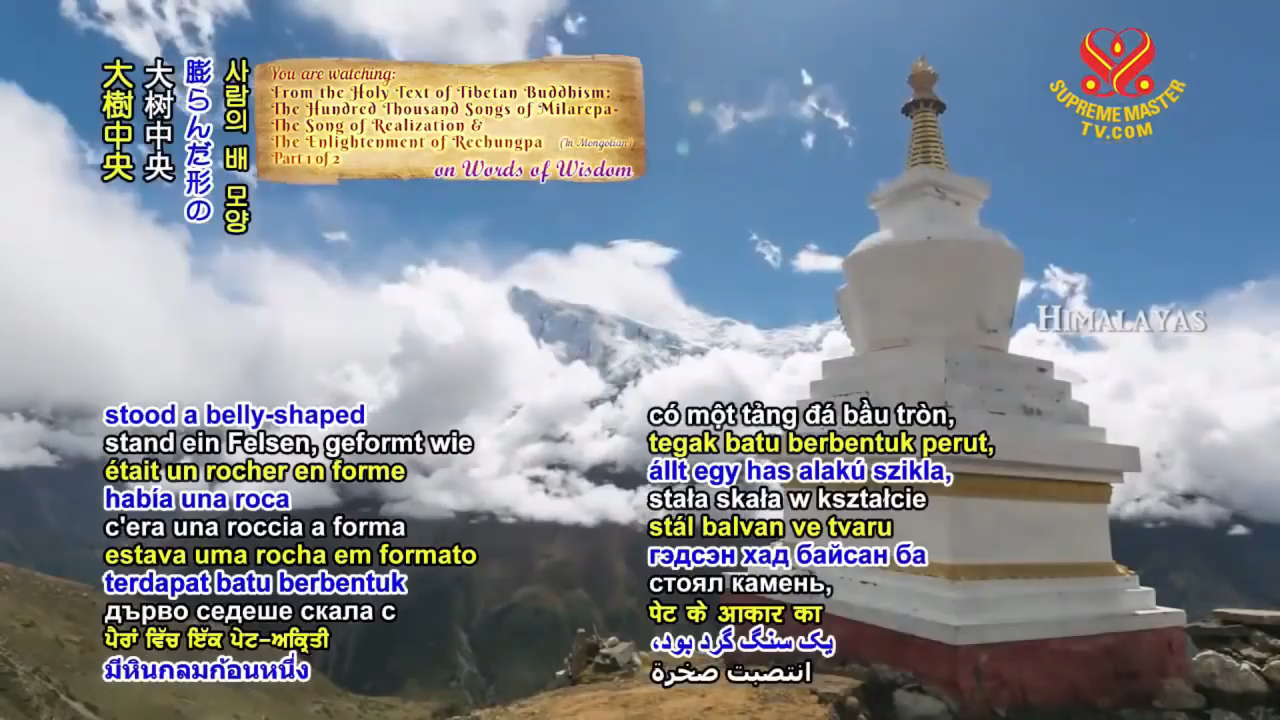 大樹中央
大树中央
膨らんだ形の
사람의 배 모양
You are watching:
From the Holy Text of Tibetan Buddhism:
The Hundred Thousand Songs of Milarepa-
The Song of Realization &
The Enlightenment of Rechungpa (In Mongolian)
Part 1 of 2
on Words of Wisdom
SUPREME MASTER
TV.COM
HIMALAYAS
stood a belly-shaped
stand ein Felsen, geformt wie
était un rocher en forme
había una roca
c'era una roccia a forma
estava uma rocha em formato
terdapat batu berbentuk
дърво седеше скала с
ਪੈਰਾਂ ਵਿੱਚ ਇੱਕ ਪੇਟ-ਅਕ੍ਰਿਤੀ
มีหินกลมก้อนหนึ่ง
có một tảng đá bầu tròn,
tegak batu berbentuk perut,
állt egy has alakú szikla,
stała skała w kształcie
stál balvan ve tvaru
гэдсэн хад байсан ба
стоял камень,
पेट के आकार का
یک سنگ گرد بود،
انتصبت صخرة